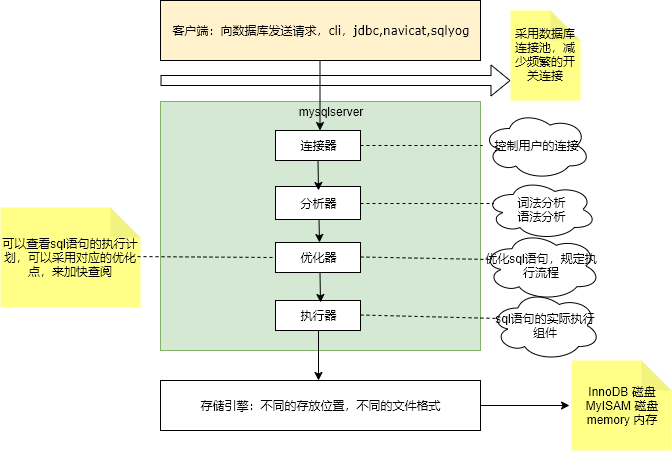 客户端：向数据库发送请求，cli，jdbc,navicat,sqlyog
采用数据库
连接池，减
少频繁的开
关连接
mysqlserver
连接器
控制用户的连接
分析器
词法分析
语法分析
可以查看sql语句的执行计
划，可以采用对应的优化
点，来加快查阅
优化器
优化sql语句，规定执
行流程
执行器
sql语句的实际执行
组件
存储引擎：不同的存放位置，不同的文件格式
InnoDB 磁盘
MyISAM 磁盘
memory 内存